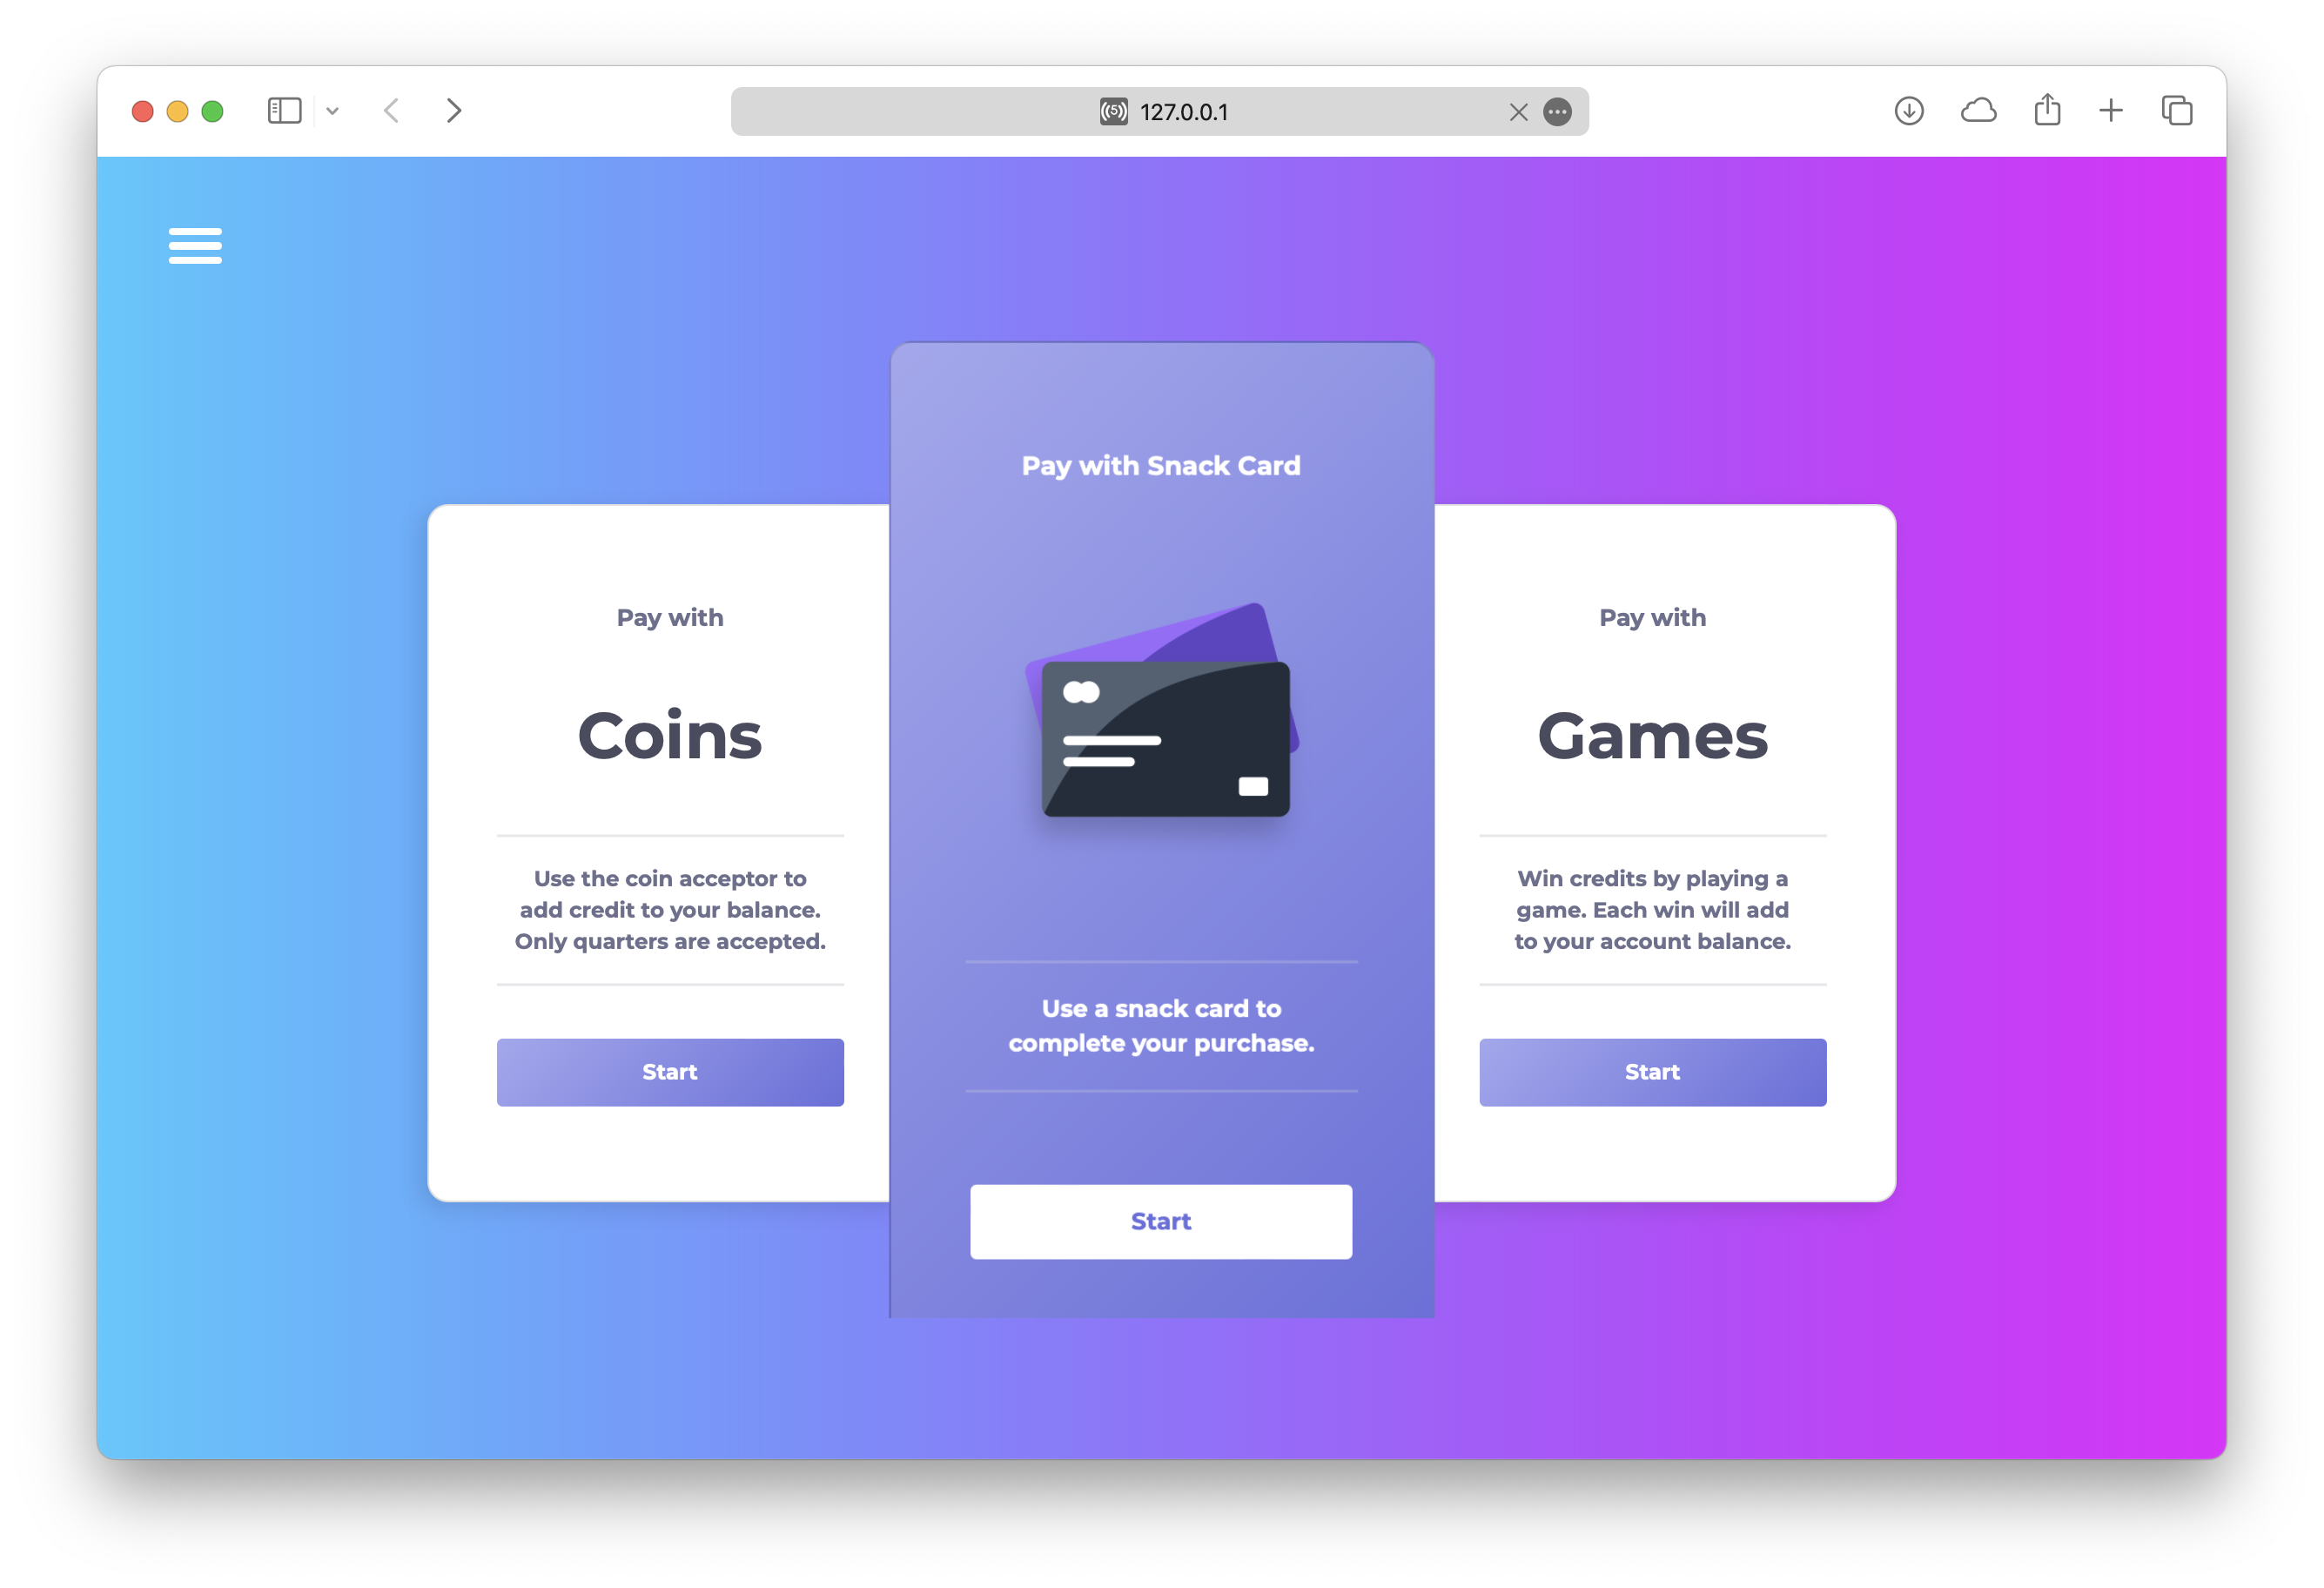 127.0.0.1
Pay with Snack Card
Pay with
Coins
Use the coin acceptor to
add credit to your balance.
Only quarters are accepted.
Start
Use a snack card to
complete your purchase.
Start
Pay with
Games
Win credits by playing a
game. Each win will add
to your account balance.
Start